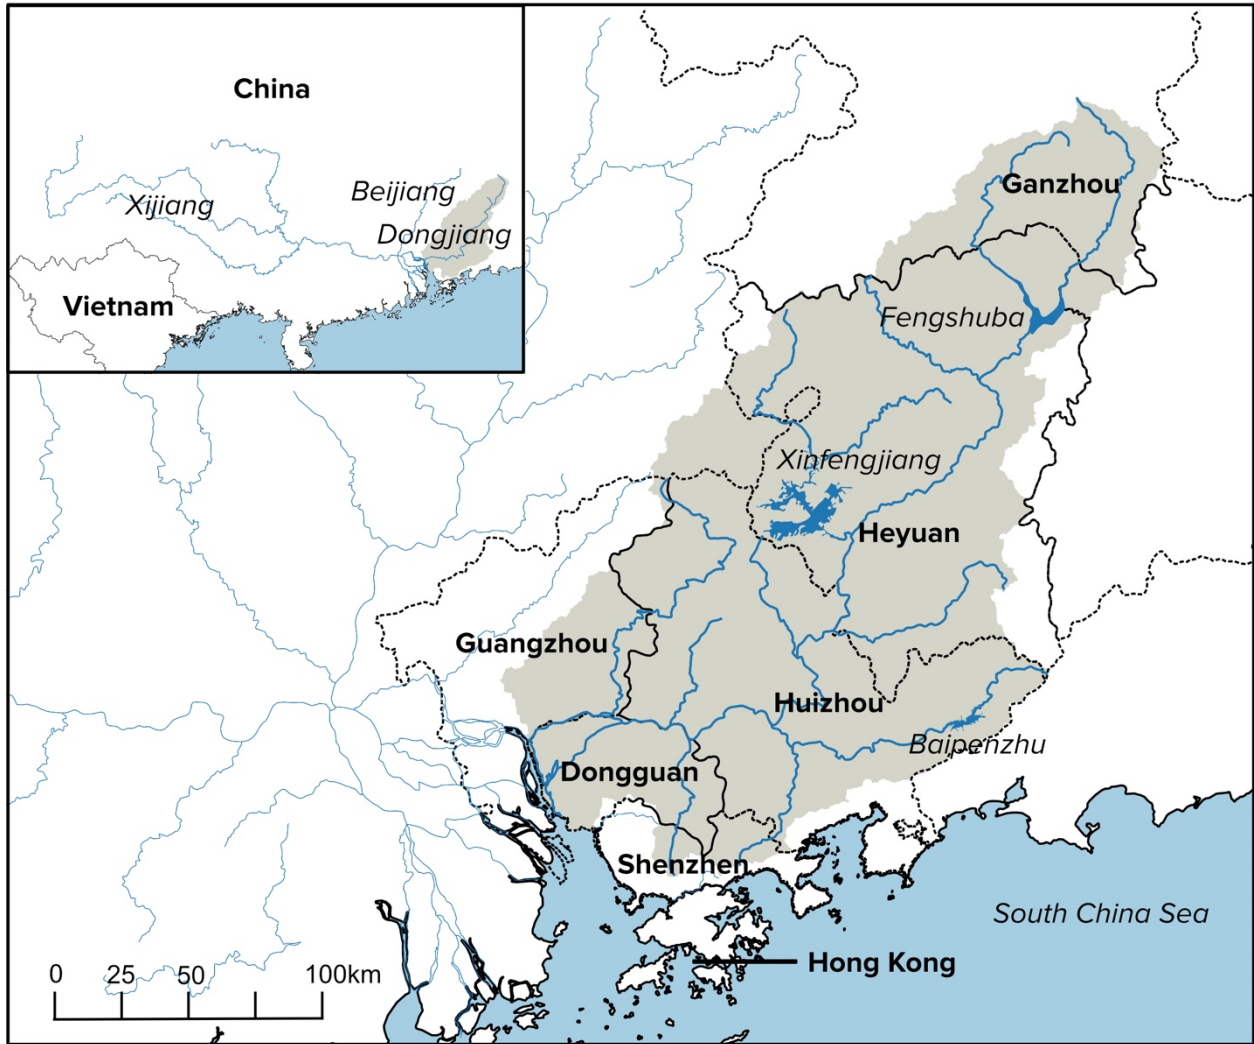 China
Beijiang
Xijiang
Dongjiang
Vietnam
Ganzhou
Fengshuba
Xinfengjiang
Heyuan
Guangzhou
Huizhou
Baipenzhu
Dongguan
Shenzhen
South China Sea
Hong Kong
0 25 50 100km